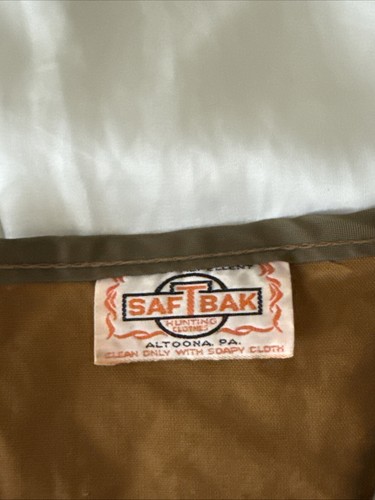 SAFTBAK
HUNTING
CLOTHES
ALTOONA, PA.
CLEAN ONLY WITH SOAPY CLOTH